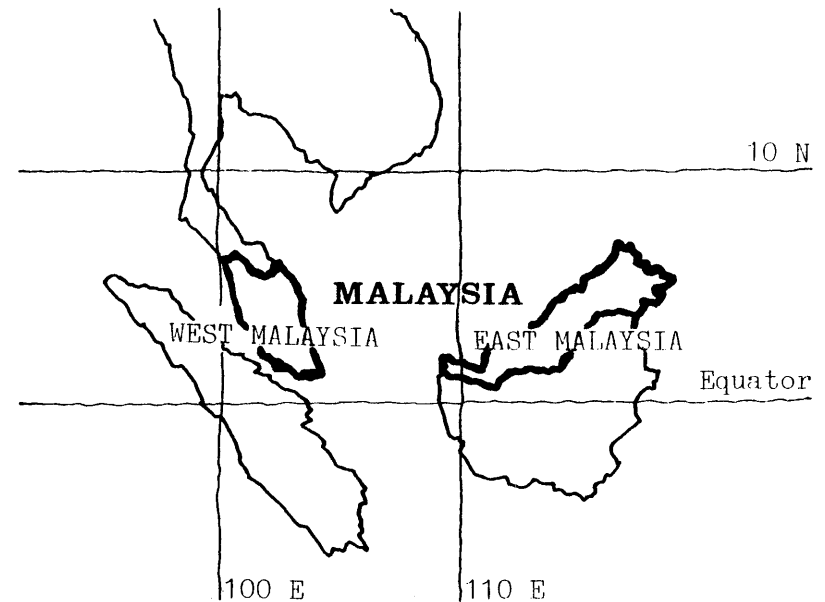 10 N
MALAYSIA
WEST MALAYSIA
EAST MALAYSIA
Equator
100 E
110 E